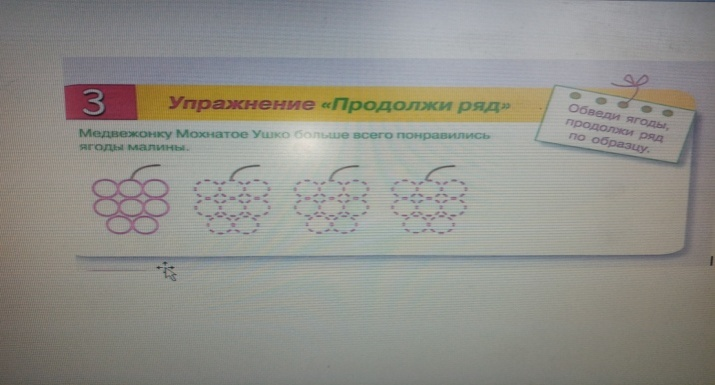 3
Упражнение «Продолжи ряд»
Обведи ягоды,
продолжи ряд
по образцу.
Медвежонку Мохнатое Ушко больше всего понравились
ягоды малины.